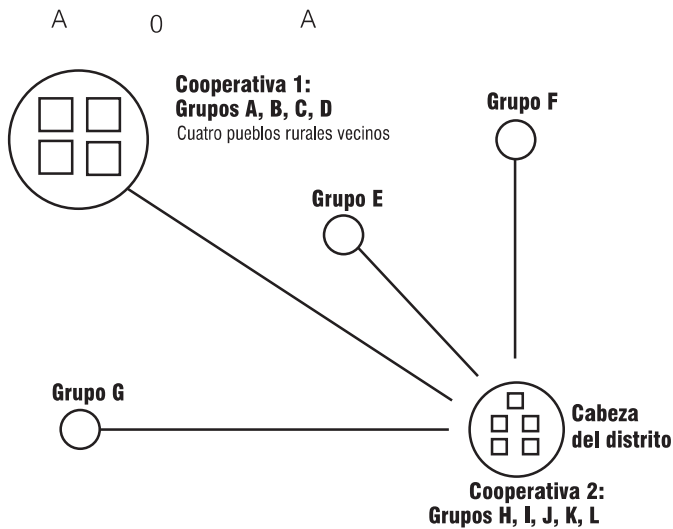 A 0 A
Cooperativa 1:
Grupos A, B, C, D
Cuatro pueblos rurales vecinos
Grupo F
Grupo E
Grupo G
Cabeza
del distrito
Cooperativa 2:
Grupos H, I, J, K, L